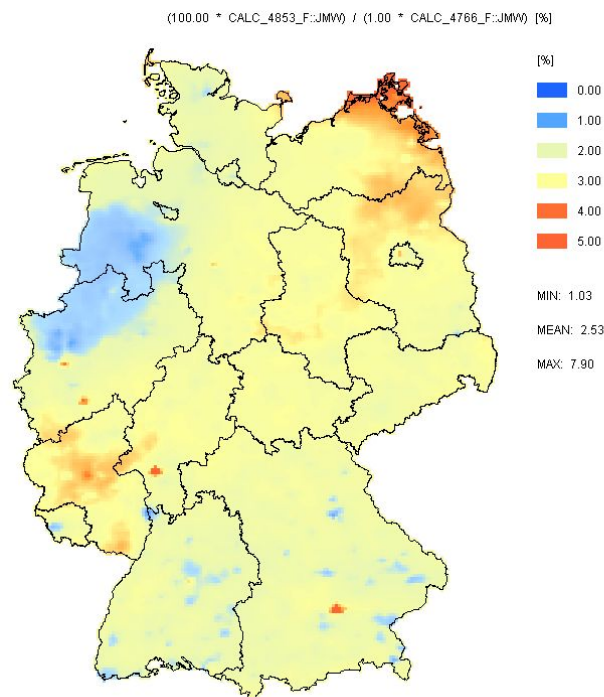 (100.00 * CALC_4853_F::JMW) / (1.00 * CALC_4766_F::JMW) [%]
[%]
0.00
1.00
2.00
3.00
4.00
5.00
MIN: 1.03
MEAN: 2.53
MAX: 7.90